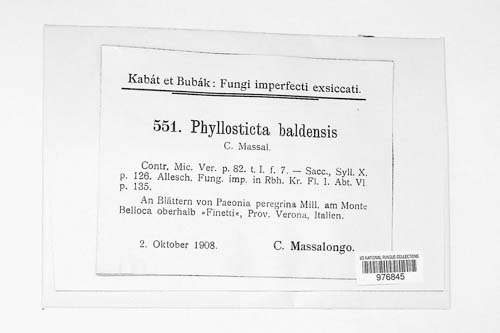 Kabát et Bubák: Fungi imperfecti exsiccati.
551. Phyllosticta baldensis
C. Massal.
Contr. Mic. Ver. p. 82. t. I. f. 7. — Sacc., Syll. X.
p. 126. Allesch. Fung. imp. in Rbh. Kr. Fl. I. Abt. VI
p. 135.
An Blättern von Paeonia peregrina Mill. am Monte
Belloca oberhalb »Finetti«, Prov. Verona, Italien.
2. Oktober 1908. C. Massalongo.
US NATIONAL FUNGUS COLLECTIONS
976845